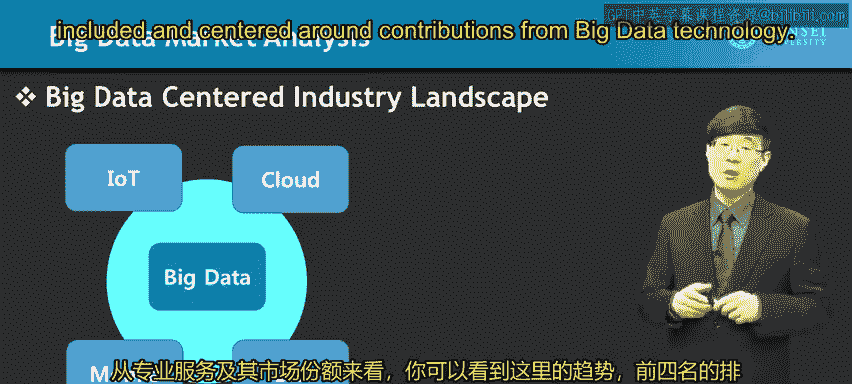 included and centered around contributions from Big Data technology.
Big Data Market Analysis
UNIVERSITY
❖ Big Data Centered Industry Landscape
IoT
Cloud
Big Data
从专业服务及其市场份额来看，你可以看到这里的趋势，前四名的排